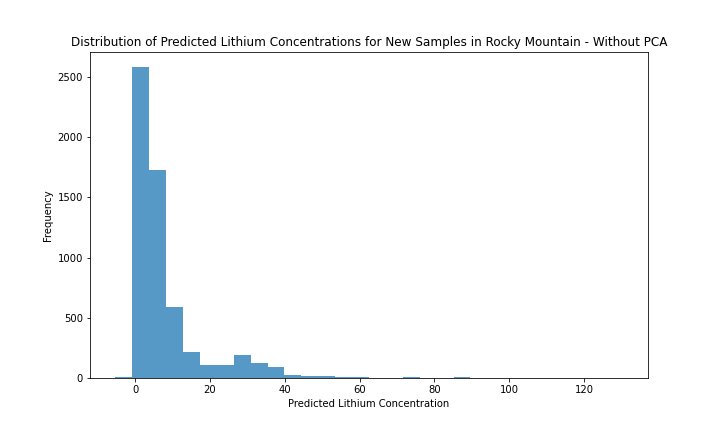 Distribution of Predicted Lithium Concentrations for New Samples in Rocky Mountain - Without PCA
2500
2000
1500
1000
500
0
Frequency
0 20 40 60 80 100 120
Predicted Lithium Concentration